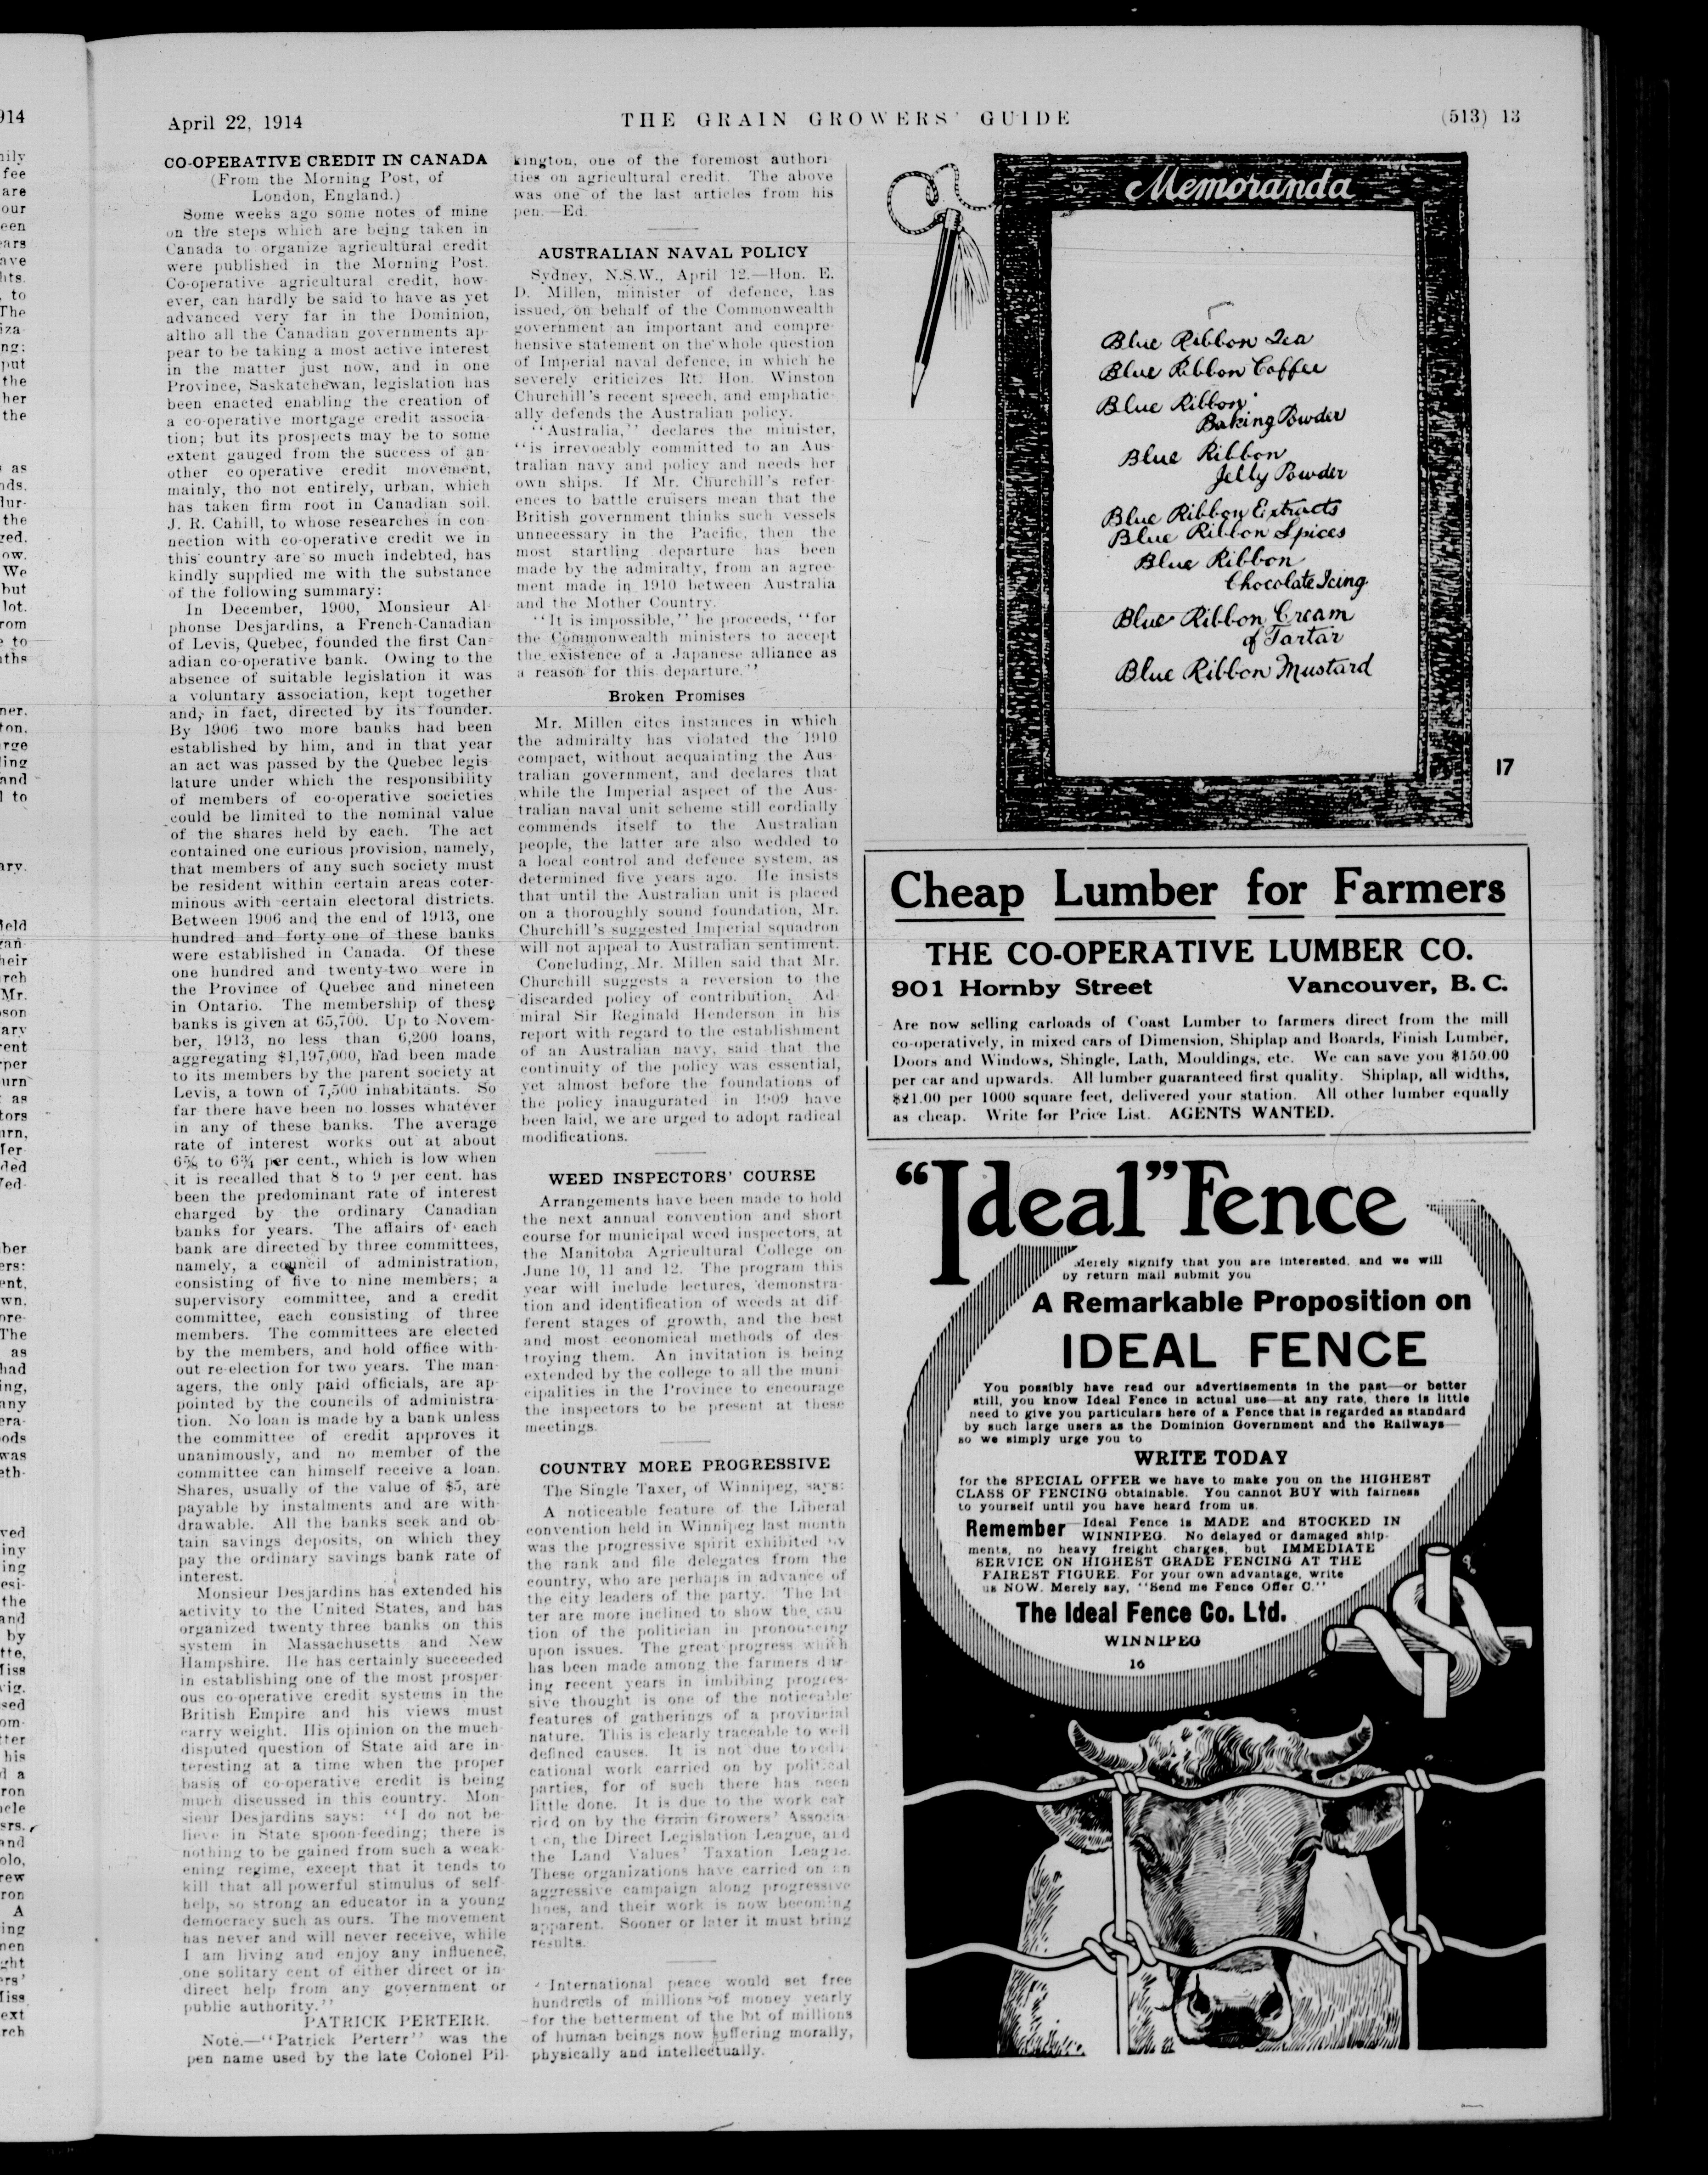 April 22, 1914
THE GRAIN GROWERS' GUIDE
(513) 13
CO-OPERATIVE CREDIT IN CANADA
(From the Morning Post, of
London, England.)
Some weeks ago some notes of mine
on the steps which are being taken in
Canada to organize agricultural credit
were published in the Morning Post.
Co-operative agricultural credit, how-
ever, can hardly be said to have as yet
advanced very far in the Dominion,
altho all the Canadian governments ap-
pear to be taking a most active interest
in the matter just now, and in one
Province, Saskatchewan, legislation has
been enacted enabling the creation of
a co-operative mortgage credit associa-
tion; but its prospects may be to some
extent gauged from the success of an-
other co operative credit movement,
mainly, tho not entirely, urban, which
has taken firm root in Canadian soil.
J. R. Cahill, to whose researches in con-
nection with co-operative credit we in
this country are so much indebted, has
kindly supplied me with the substance
of the following summary:
In December, 1900, Monsieur Al-
phonse Desjardins, a French-Canadian
of Levis, Quebec, founded the first Can-
adian co-operative bank. Owing to the
absence of suitable legislation it was
a voluntary association, kept together
and, in fact, directed by its founder.
By 1906 two more banks had been
established by him, and in that year
an act was passed by the Quebec legis-
lature under which the responsibility
of members of co-operative societies
could be limited to the nominal value
of the shares held by each. The act
contained one curious provision, namely,
that members of any such society must
be resident within certain areas coter-
minous with certain electoral districts.
Between 1906 and the end of 1913, one
hundred and forty one of these banks
were established in Canada. Of these
one hundred and twenty-two were in
the Province of Quebec and nineteen
in Ontario. The membership of these
banks is given at 65,700. Up to Novem-
ber, 1913, no less than 6,200 loans,
aggregating $1,197,000, had been made
to its members by the parent society at
Levis, a town of 7,500 inhabitants. So
far there have been no losses whatever
in any of these banks. The average
rate of interest works out at about
6⅝ to 6¾ per cent., which is low when
it is recalled that 8 to 9 per cent. has
been the predominant rate of interest
charged by the ordinary Canadian
banks for years. The affairs of each
bank are directed by three committees,
namely, a council of administration,
consisting of five to nine members; a
supervisory committee, and a credit
committee, each consisting of three
members. The committees are elected
by the members, and hold office with-
out re-election for two years. The man-
agers, the only paid officials, are ap-
pointed by the councils of administra-
tion. No loan is made by a bank unless
the committee of credit approves it
unanimously, and no member of the
committee can himself receive a loan.
Shares, usually of the value of $5, are
payable by instalments and are with-
drawable. All the banks seek and ob-
tain savings deposits, on which they
pay the ordinary savings bank rate of
interest.
Monsieur Desjardins has extended his
activity to the United States, and has
organized twenty three banks on this
system in Massachusetts and New
Hampshire. He has certainly succeeded
in establishing one of the most prosper-
ous co-operative credit systems in the
British Empire and his views must
carry weight. His opinion on the much-
disputed question of State aid are in-
teresting at a time when the proper
basis of co-operative credit is being
much discussed in this country. Mon-
sieur Desjardins says: "I do not be-
lieve in State spoon-feeding; there is
nothing to be gained from such a weak-
ening regime, except that it tends to
kill that all powerful stimulus of self-
help, so strong an educator in a young
democracy such as ours. The movement
has never and will never receive, while
I am living and enjoy any influence,
one solitary cent of either direct or in-
direct help from any government or
public authority."
PATRICK PERTERR.
Note.—"Patrick Perterr" was the
pen name used by the late Colonel Pil-
kington, one of the foremost authori-
ties on agricultural credit. The above
was one of the last articles from his
pen.—Ed.
AUSTRALIAN NAVAL POLICY
Sydney, N.S.W., April 12.—Hon. E.
D. Millen, minister of defence, has
issued, on behalf of the Commonwealth
government an important and compre-
hensive statement on the whole question
of Imperial naval defence, in which he
severely criticizes Rt. Hon. Winston
Churchill's recent speech, and emphatic-
ally defends the Australian policy.
"Australia," declares the minister,
"is irrevocably committed to an Aus-
tralian navy and policy and needs her
own ships. If Mr. Churchill's refer-
ences to battle cruisers mean that the
British government thinks such vessels
unnecessary in the Pacific, then the
most startling departure has been
made by the admiralty, from an agree-
ment made in 1910 between Australia
and the Mother Country.
"It is impossible," he proceeds, "for
the Commonwealth ministers to accept
the existence of a Japanese alliance as
a reason for this departure."
Broken Promises
Mr. Millen cites instances in which
the admiralty has violated the 1910
compact, without acquainting the Aus-
tralian government, and declares that
while the Imperial aspect of the Aus-
tralian naval unit scheme still cordially
commends itself to the Australian
people, the latter are also wedded to
a local control and defence system, as
determined five years ago. He insists
that until the Australian unit is placed
on a thoroughly sound foundation, Mr.
Churchill's suggested Imperial squadron
will not appeal to Australian sentiment.
Concluding, Mr. Millen said that Mr.
Churchill suggests a reversion to the
discarded policy of contribution. Ad-
miral Sir Reginald Henderson in his
report with regard to the establishment
of an Australian navy, said that the
continuity of the policy was essential,
yet almost before the foundations of
the policy inaugurated in 1909 have
been laid, we are urged to adopt radical
modifications.
WEED INSPECTORS' COURSE
Arrangements have been made to hold
the next annual convention and short
course for municipal weed inspectors, at
the Manitoba Agricultural College on
June 10, 11 and 12. The program this
year will include lectures, demonstra-
tion and identification of weeds at dif-
ferent stages of growth, and the best
and most economical methods of des-
troying them. An invitation is being
extended by the college to all the muni-
cipalities in the Province to encourage
the inspectors to be present at these
meetings.
COUNTRY MORE PROGRESSIVE
The Single Taxer, of Winnipeg, says:
A noticeable feature of the Liberal
convention held in Winnipeg last month
was the progressive spirit exhibited by
the rank and file delegates from the
country, who are perhaps in advance of
the city leaders of the party. The lat-
ter are more inclined to show the cau-
tion of the politician in pronouncing
upon issues. The great progress which
has been made among the farmers dur-
ing recent years in imbibing progres-
sive thought is one of the noticeable
features of gatherings of a provincial
nature. This is clearly traceable to well
defined causes. It is not due to edu-
cational work carried on by political
parties, for of such there has been
little done. It is due to the work car-
ried on by the Grain Growers' Associa-
tion, the Direct Legislation League, and
the Land Values' Taxation League.
These organizations have carried on an
aggressive campaign along progressive
lines, and their work is now becoming
apparent. Sooner or later it must bring
results.
International peace would set free
hundreds of millions of money yearly
for the betterment of the lot of millions
of human beings now suffering morally,
physically and intellectually.
Memoranda
Blue Ribbon Tea
Blue Ribbon Coffee
Blue Ribbon
Baking Powder
Blue Ribbon
Jelly Powder
Blue Ribbon Extracts
Blue Ribbon Spices
Blue Ribbon
Chocolate Icing
Blue Ribbon Cream
of Tartar
Blue Ribbon Mustard
17
Cheap Lumber for Farmers
THE CO-OPERATIVE LUMBER CO.
901 Hornby Street Vancouver, B. C.
Are now selling carloads of Coast Lumber to farmers direct from the mill
co-operatively, in mixed cars of Dimension, Shiplap and Boards, Finish Lumber,
Doors and Windows, Shingle, Lath, Mouldings, etc. We can save you $150.00
per car and upwards. All lumber guaranteed first quality. Shiplap, all widths,
$21.00 per 1000 square feet, delivered your station. All other lumber equally
as cheap. Write for Price List. AGENTS WANTED.
"Ideal" Fence
Merely signify that you are interested, and we will
by return mail submit you
A Remarkable Proposition on
IDEAL FENCE
You possibly have read our advertisements in the past—or better
still, you know Ideal Fence in actual use—at any rate, there is little
need to give you particulars here of a Fence that is regarded as standard
by such large users as the Dominion Government and the Railways—
so we simply urge you to
WRITE TODAY
for the SPECIAL OFFER we have to make you on the HIGHEST
CLASS OF FENCING obtainable. You cannot BUY with fairness
to yourself until you have heard from us.
Remember—Ideal Fence is MADE and STOCKED IN
WINNIPEG. No delayed or damaged ship-
ments, no heavy freight charges, but IMMEDIATE
SERVICE ON HIGHEST GRADE FENCING AT THE
FAIREST FIGURE. For your own advantage, write
us NOW. Merely say, "Send me Fence Offer C."
The Ideal Fence Co. Ltd.
WINNIPEG
16